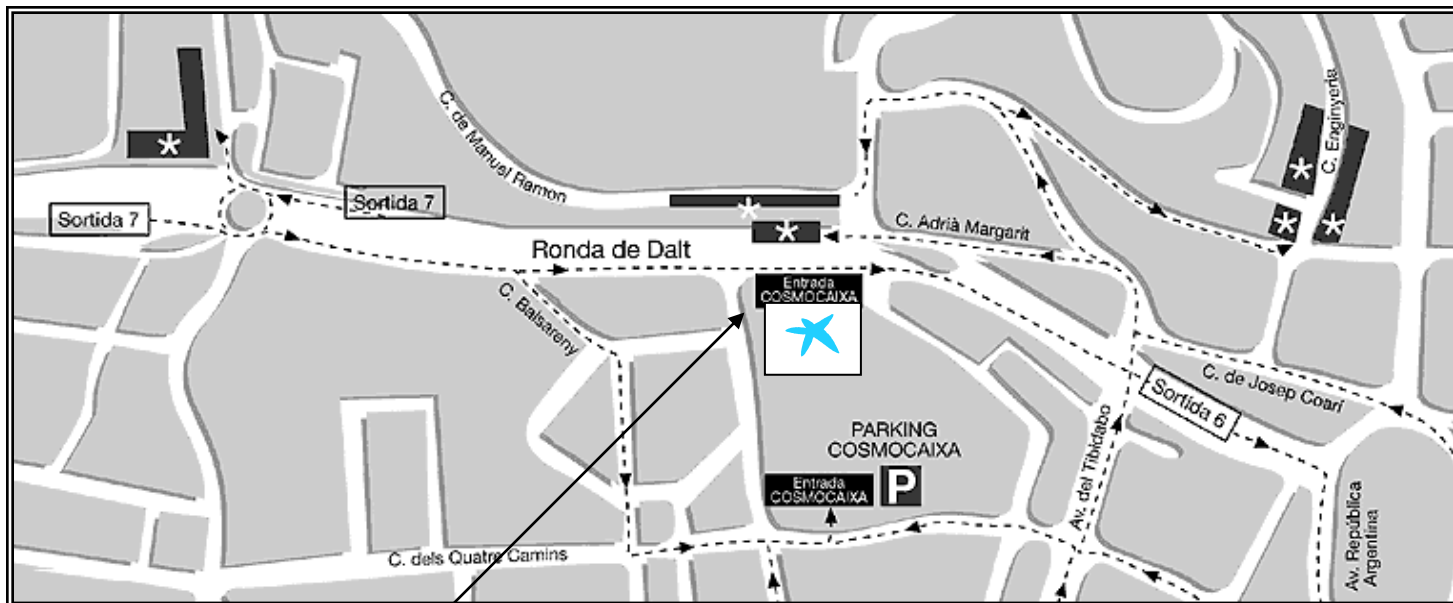 C. de Manuel Ramon
C. Enginyeria
Sortida 7
Sortida 7
C. Adrià Margarit
Ronda de Dalt
Entrada
COSMOCAIXA
C. Balsareny
C. de Josep Coarí
Sortida 6
PARKING
COSMOCAIXA
Entrada
COSMOCAIXA
P
Av. del Tibidabo
C. dels Quatre Camins
Av. República
Argentina